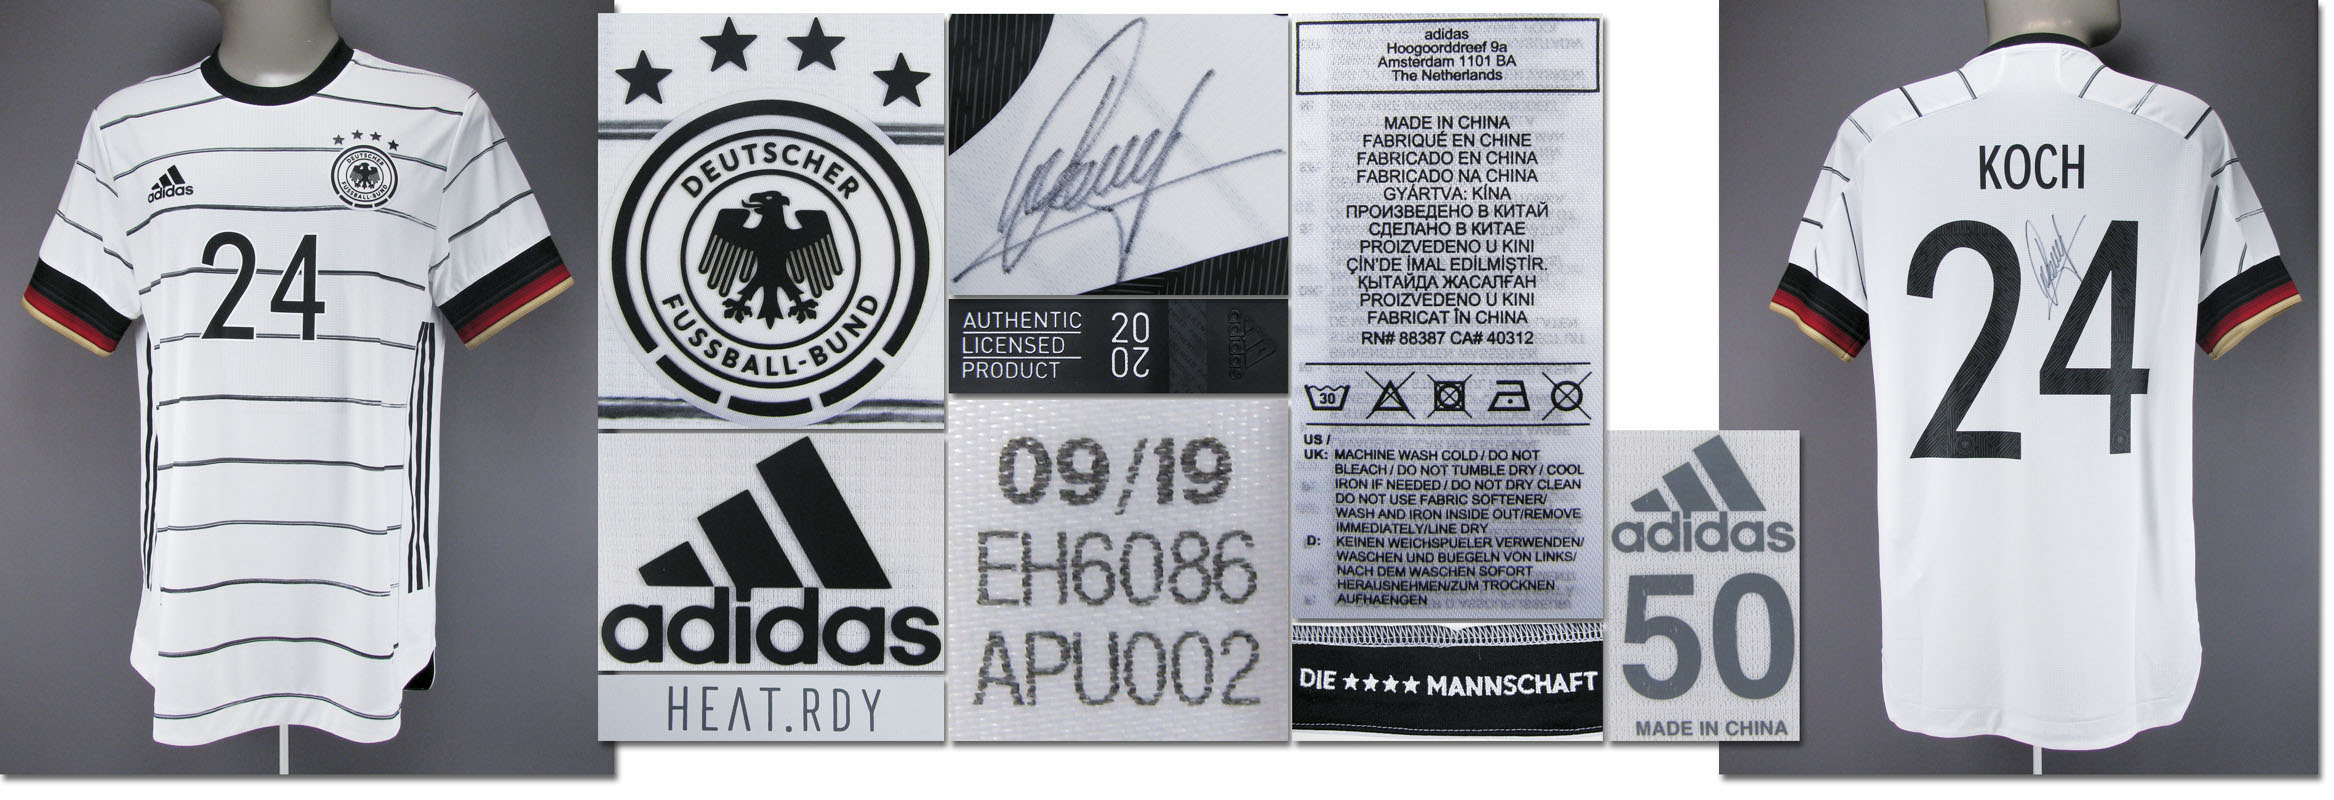 adidas
DEUTSCHER
FUSSBALL-BUND
24
DEUTSCHER
FUSSBALL-BUND
adidas
HEAT.RDY
AUTHENTIC
LICENSED
PRODUCT
20
20
adidas
09/19
EH6086
APU002
adidas
Hoogoorddreef 9a
Amsterdam 1101 BA
The Netherlands
MADE IN CHINA
FABRIQUÉ EN CHINE
FABRICADO EN CHINA
FABRICADO NA CHINA
GYÁRTVA: KÍNA
ПРОИЗВЕДЕНО В КИТАЙ
СДЕЛАНО В КИТАЕ
PROIZVEDENO U KINI
ÇİN'DE İMAL EDİLMİŞTİR.
ҚЫТАЙДА ЖАСАЛҒАН
PROIZVEDENO U KINI
FABRICAT ÎN CHINA
RN# 88387 CA# 40312
30
US /
UK: MACHINE WASH COLD / DO NOT
BLEACH / DO NOT TUMBLE DRY / COOL
IRON IF NEEDED / DO NOT DRY CLEAN
DO NOT USE FABRIC SOFTENER/
WASH AND IRON INSIDE OUT/REMOVE
IMMEDIATELY/LINE DRY
D: KEINEN WEICHSPUELER VERWENDEN/
WASCHEN UND BUEGELN VON LINKS/
NACH DEM WASCHEN SOFORT
HERAUSNEHMEN/ZUM TROCKNEN
AUFHAENGEN
DIE ★★★★ MANNSCHAFT
adidas
50
MADE IN CHINA
KOCH
24